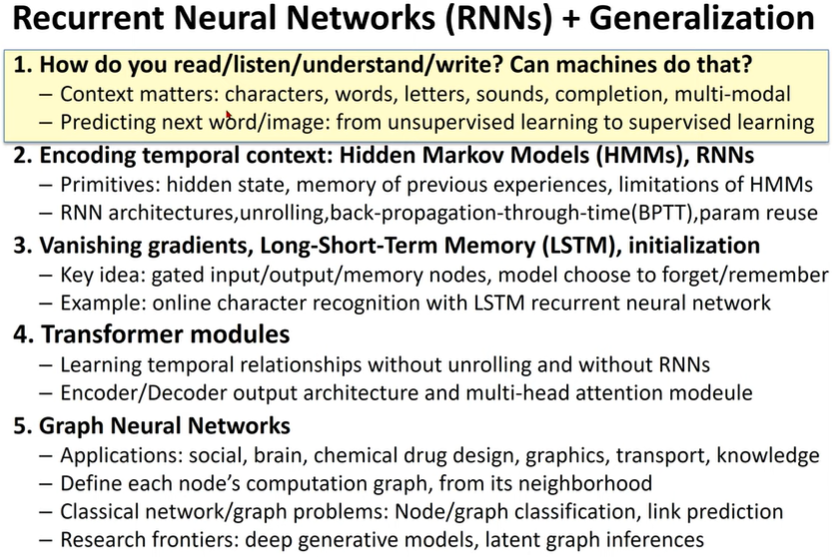 Recurrent Neural Networks (RNNs) + Generalization
1. How do you read/listen/understand/write? Can machines do that?
– Context matters: characters, words, letters, sounds, completion, multi-modal
– Predicting next word/image: from unsupervised learning to supervised learning
2. Encoding temporal context: Hidden Markov Models (HMMs), RNNs
– Primitives: hidden state, memory of previous experiences, limitations of HMMs
– RNN architectures,unrolling,back-propagation-through-time(BPTT),param reuse
3. Vanishing gradients, Long-Short-Term Memory (LSTM), initialization
– Key idea: gated input/output/memory nodes, model choose to forget/remember
– Example: online character recognition with LSTM recurrent neural network
4. Transformer modules
– Learning temporal relationships without unrolling and without RNNs
– Encoder/Decoder output architecture and multi-head attention modeule
5. Graph Neural Networks
– Applications: social, brain, chemical drug design, graphics, transport, knowledge
– Define each node's computation graph, from its neighborhood
– Classical network/graph problems: Node/graph classification, link prediction
– Research frontiers: deep generative models, latent graph inferences